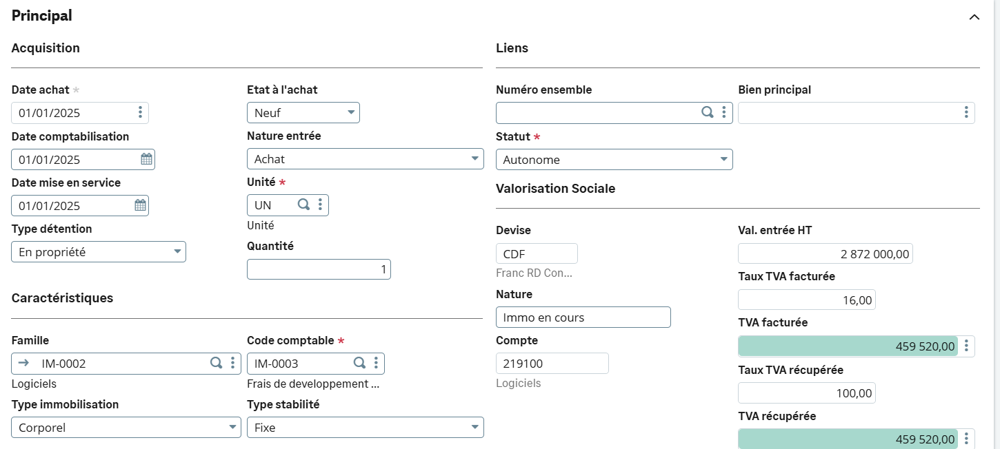 Principal
Acquisition
Date achat *
01/01/2025
Date comptabilisation
01/01/2025
Date mise en service
01/01/2025
Type détention
En propriété
Etat à l'achat
Neuf
Nature entrée
Achat
Unité *
UN
Unité
Quantité
1
Caractéristiques
Famille
IM-0002
Logiciels
Type immobilisation
Corporel
Code comptable *
IM-0003
Frais de developpement ...
Type stabilité
Fixe
Liens
Numéro ensemble
Bien principal
Statut *
Autonome
Valorisation Sociale
Devise
CDF
Franc RD Con...
Nature
Immo en cours
Compte
219100
Logiciels
Val. entrée HT
2 872 000,00
Taux TVA facturée
16,00
TVA facturée
459 520,00
Taux TVA récupérée
100,00
TVA récupérée
459 520,00